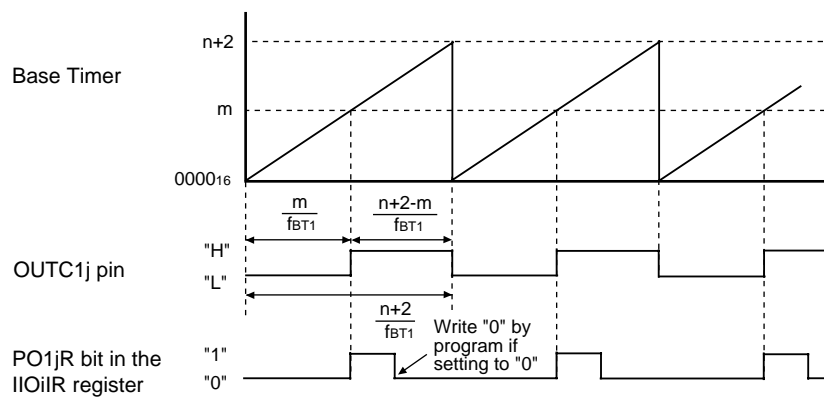 n+2
Base Timer
m
000016
m
fBT1
n+2-m
fBT1
"H"
OUTC1j pin
"L"
n+2
fBT1
Write "0" by
program if
setting to "0"
PO1jR bit in the
IIOiIR register
"1"
"0"